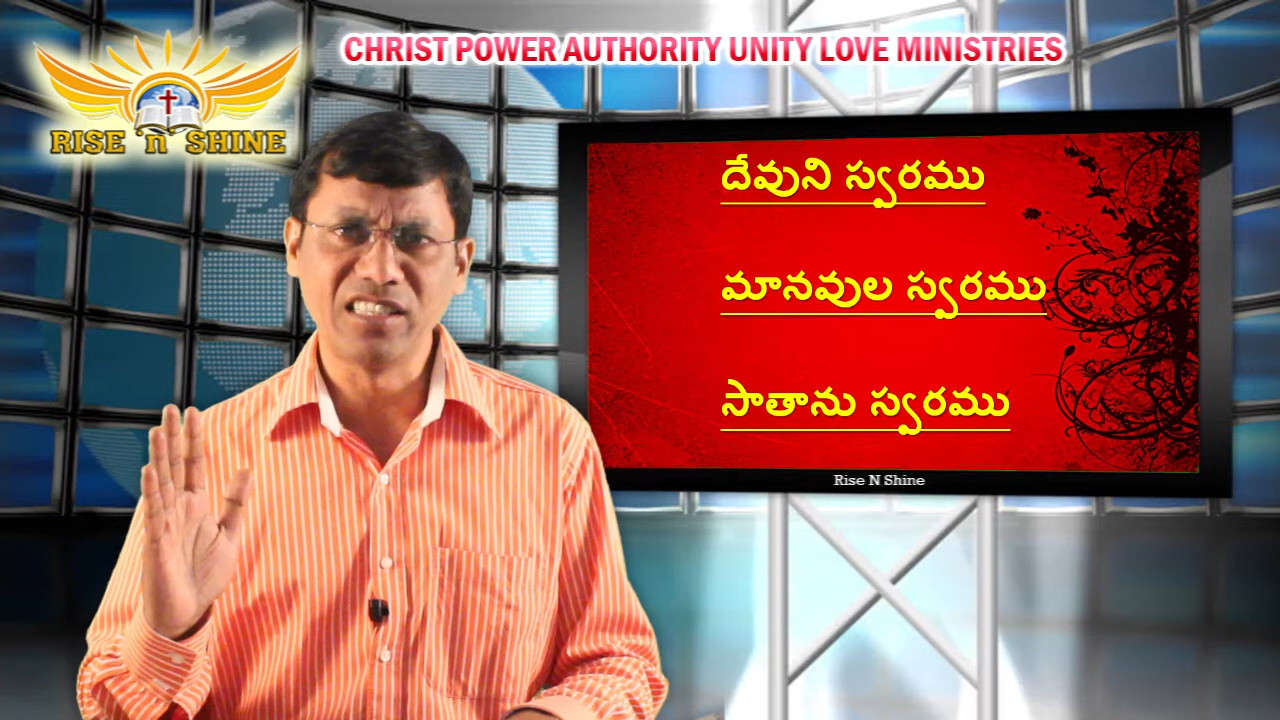 CHRIST POWER AUTHORITY UNITY LOVE MINISTRIES
RISE 'n' SHINE
దేవుని స్వరము
మానవుల స్వరము
సాతాను స్వరము
Rise N Shine